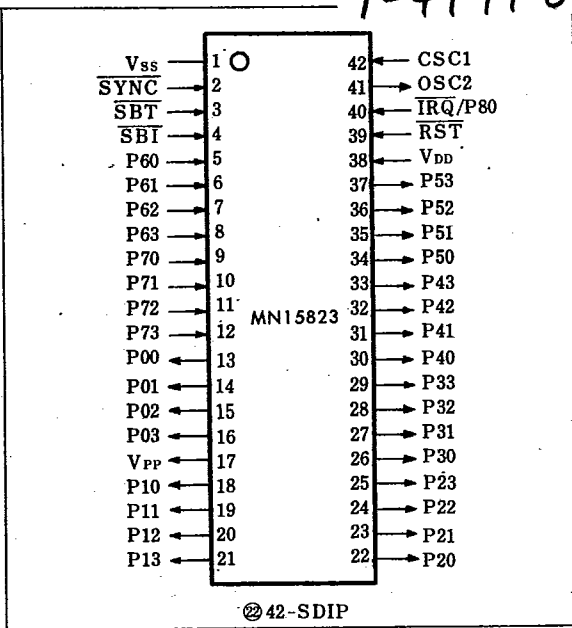 Vss 1 42 CSC1
SYNC 2 41 OSC2
SBT 3 40 IRQ/P80
SBI 4 39 RST
P60 5 38 VDD
P61 6 37 P53
P62 7 36 P52
P63 8 35 P51
P70 9 34 P50
P71 10 33 P43
P72 11 32 P42
MN15823
P73 12 31 P41
P00 13 30 P40
P01 14 29 P33
P02 15 28 P32
P03 16 27 P31
VPP 17 26 P30
P10 18 25 P23
P11 19 24 P22
P12 20 23 P21
P13 21 22 P20
㉒ 42-SDIP